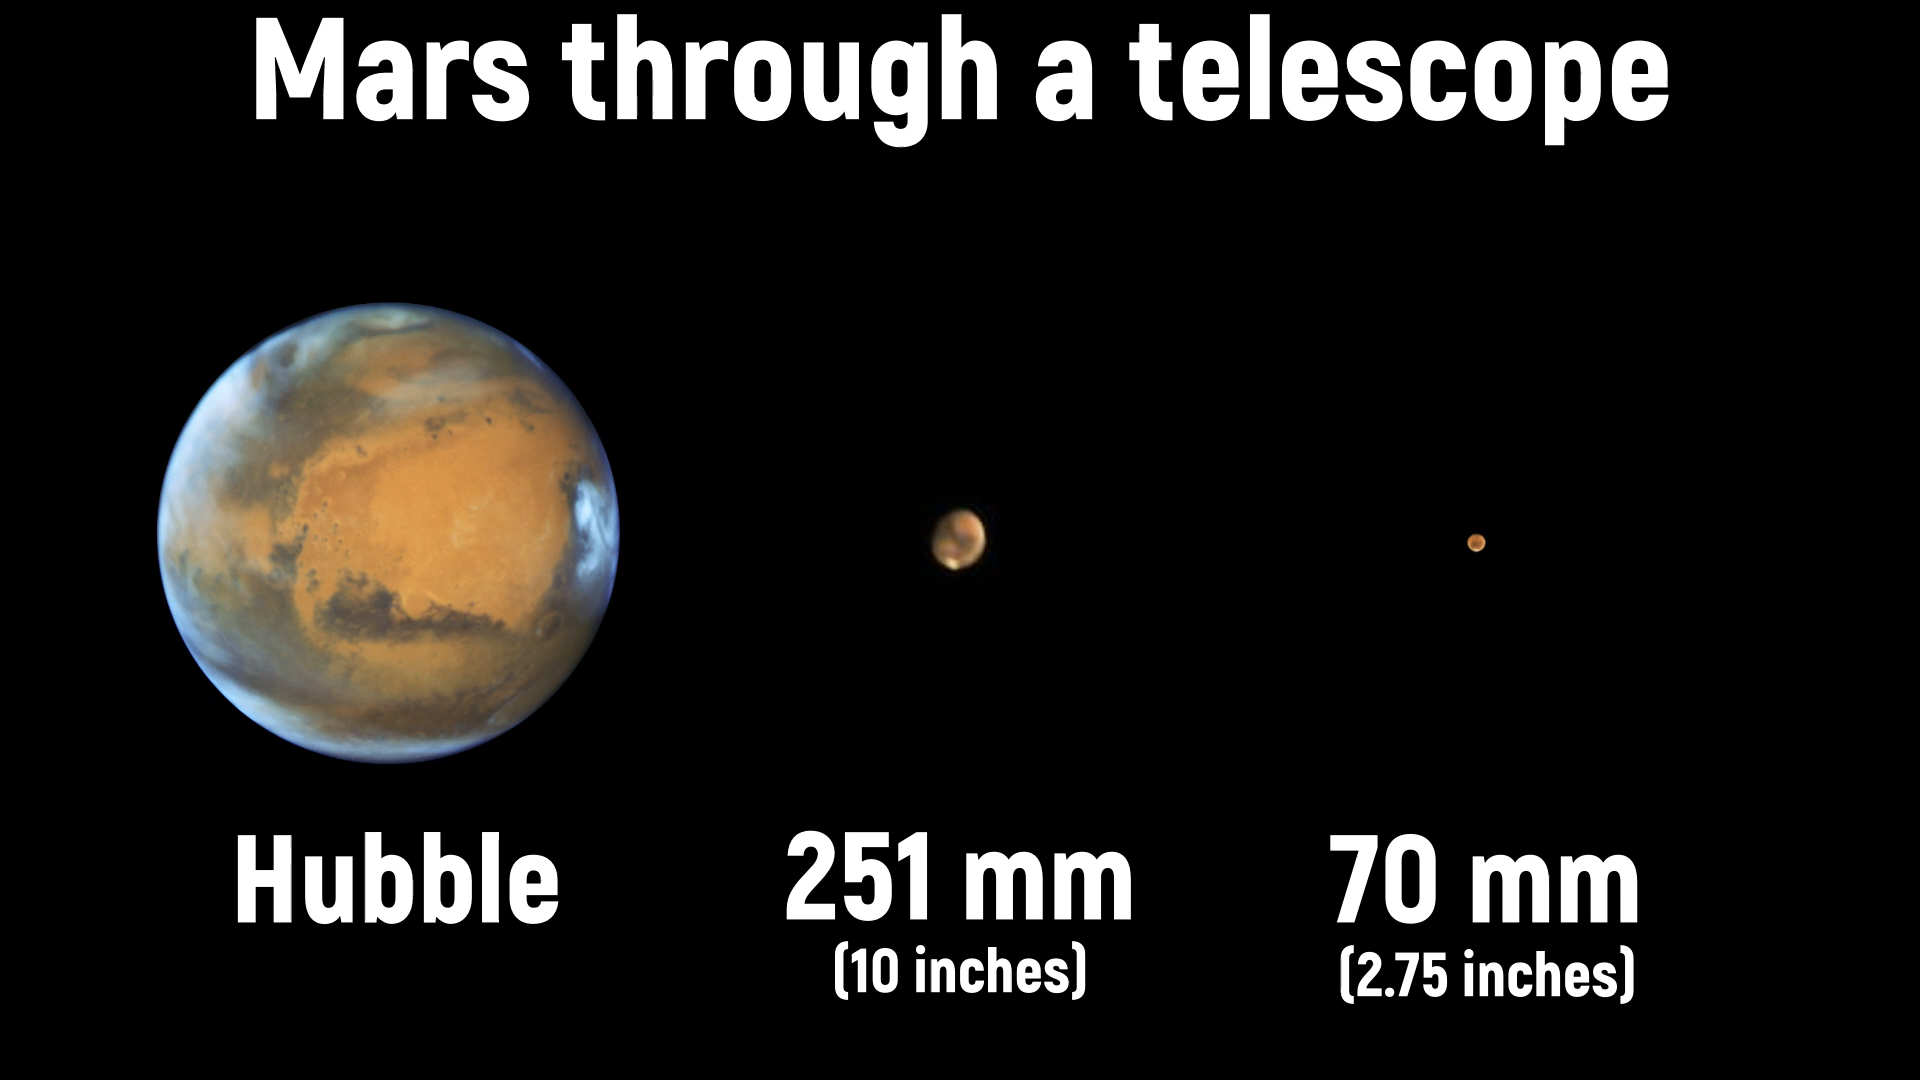 Mars through a telescope
Hubble
251 mm
(10 inches)
70 mm
(2.75 inches)